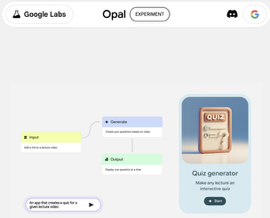 Google Labs
Opal
EXPERIMENT
Generate
Create quiz questions based on video
Input
Add a link to a lecture video
Output
Display one question at a time
QUIZ
Quiz generator
Make any lecture an
interactive quiz
Start
An app that creates a quiz for a
given lecture video